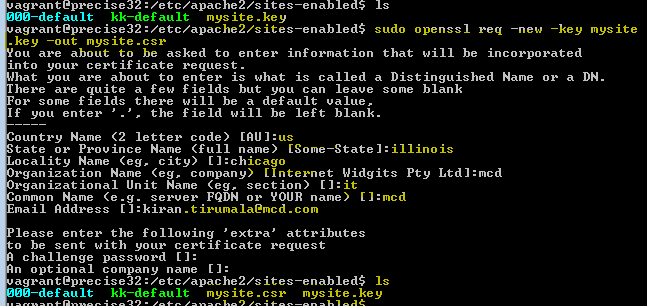 vagrant@precise32:/etc/apache2/sites-enabled$ ls
000-default  kk-default  mysite.key
vagrant@precise32:/etc/apache2/sites-enabled$ sudo openssl req -new -key mysite
.key -out mysite.csr
You are about to be asked to enter information that will be incorporated
into your certificate request.
What you are about to enter is what is called a Distinguished Name or a DN.
There are quite a few fields but you can leave some blank
For some fields there will be a default value,
If you enter '.', the field will be left blank.
-----
Country Name (2 letter code) [AU]:us
State or Province Name (full name) [Some-State]:illinois
Locality Name (eg, city) []:chicago
Organization Name (eg, company) [Internet Widgits Pty Ltd]:mcd
Organizational Unit Name (eg, section) []:it
Common Name (e.g. server FQDN or YOUR name) []:mcd
Email Address []:kiran.tirumala@mcd.com

Please enter the following 'extra' attributes
to be sent with your certificate request
A challenge password []:
An optional company name []:
vagrant@precise32:/etc/apache2/sites-enabled$ ls
000-default  kk-default  mysite.csr  mysite.key